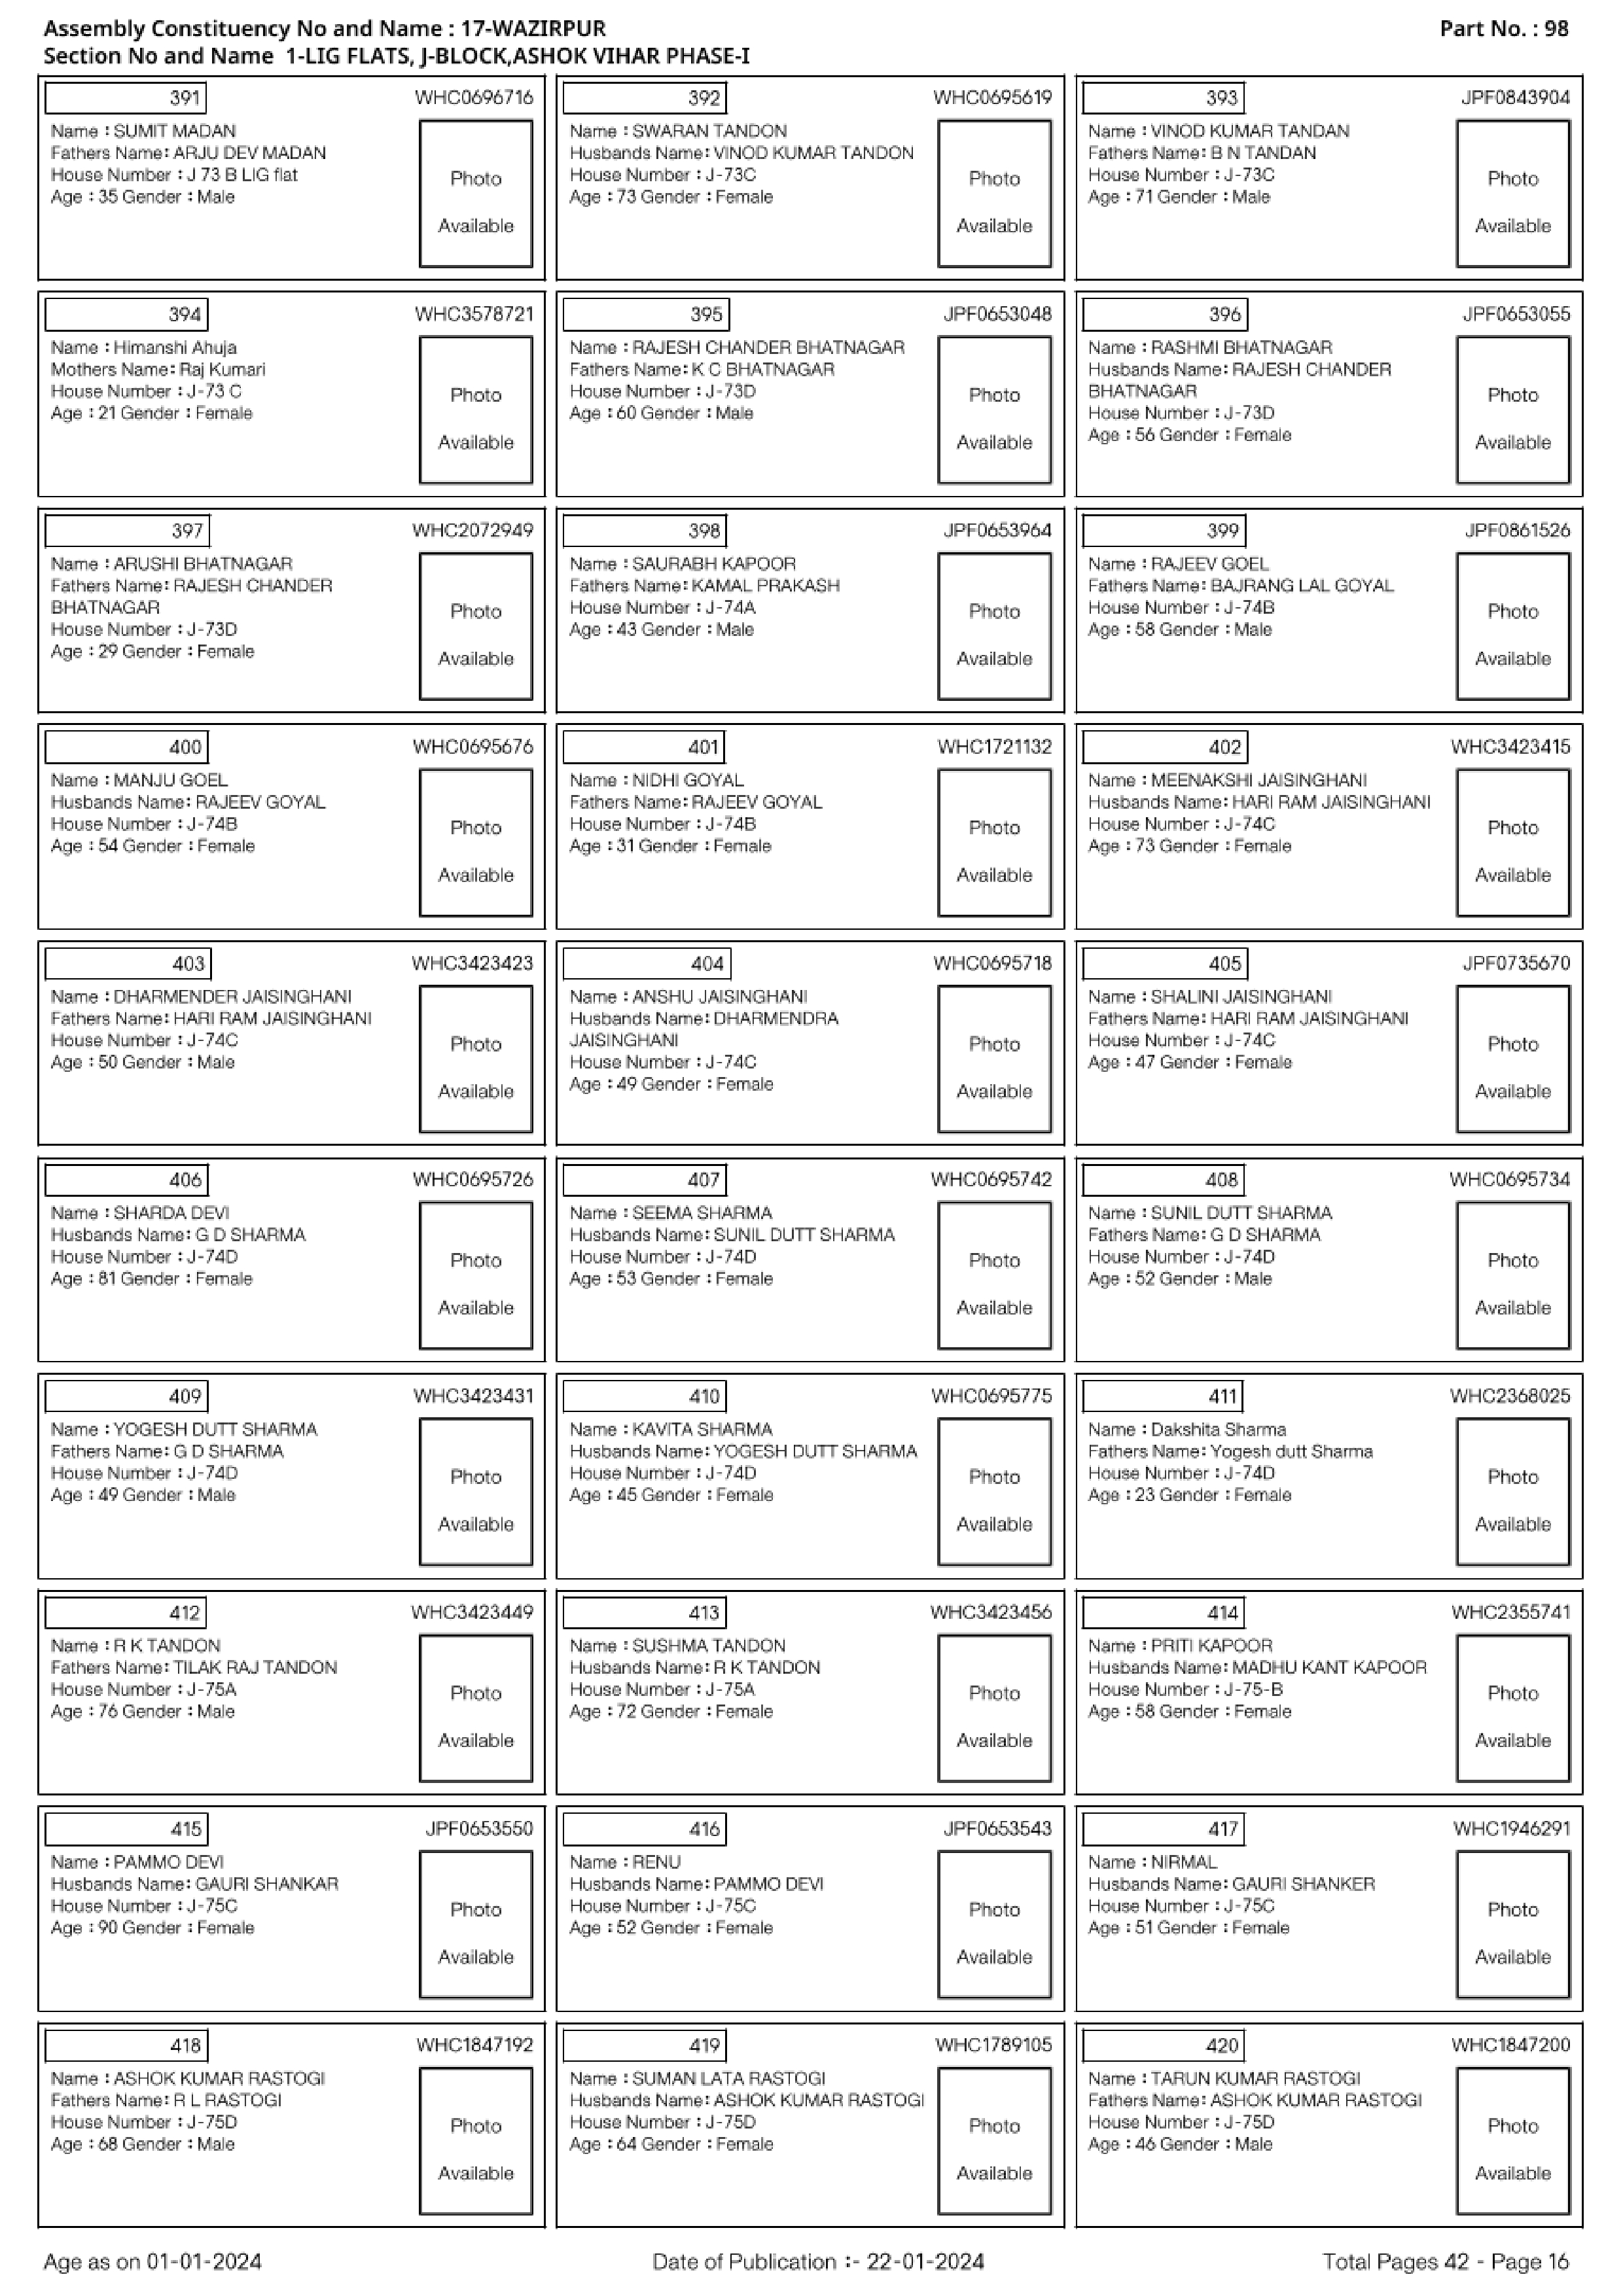 Assembly Constituency No and Name : 17-WAZIRPUR
Part No. : 98
Section No and Name 1-LIG FLATS, J-BLOCK,ASHOK VIHAR PHASE-I
391
WHC0696716
Name : SUMIT MADAN
Fathers Name: ARJU DEV MADAN
House Number : J 73 B LIG flat
Age : 35 Gender : Male
Photo
Available
392
WHC0695619
Name : SWARAN TANDON
Husbands Name: VINOD KUMAR TANDON
House Number : J-73C
Age : 73 Gender : Female
Photo
Available
393
JPF0843904
Name : VINOD KUMAR TANDAN
Fathers Name: B N TANDAN
House Number : J-73C
Age : 71 Gender : Male
Photo
Available
394
WHC3578721
Name : Himanshi Ahuja
Mothers Name: Raj Kumari
House Number : J-73 C
Age : 21 Gender : Female
Photo
Available
395
JPF0653048
Name : RAJESH CHANDER BHATNAGAR
Fathers Name: K C BHATNAGAR
House Number : J-73D
Age : 60 Gender : Male
Photo
Available
396
JPF0653055
Name : RASHMI BHATNAGAR
Husbands Name: RAJESH CHANDER
BHATNAGAR
House Number : J-73D
Age : 56 Gender : Female
Photo
Available
397
WHC2072949
Name : ARUSHI BHATNAGAR
Fathers Name: RAJESH CHANDER
BHATNAGAR
House Number : J-73D
Age : 29 Gender : Female
Photo
Available
398
JPF0653964
Name : SAURABH KAPOOR
Fathers Name: KAMAL PRAKASH
House Number : J-74A
Age : 43 Gender : Male
Photo
Available
399
JPF0861526
Name : RAJEEV GOEL
Fathers Name: BAJRANG LAL GOYAL
House Number : J-74B
Age : 58 Gender : Male
Photo
Available
400
WHC0695676
Name : MANJU GOEL
Husbands Name: RAJEEV GOYAL
House Number : J-74B
Age : 54 Gender : Female
Photo
Available
401
WHC1721132
Name : NIDHI GOYAL
Fathers Name: RAJEEV GOYAL
House Number : J-74B
Age : 31 Gender : Female
Photo
Available
402
WHC3423415
Name : MEENAKSHI JAISINGHANI
Husbands Name: HARI RAM JAISINGHANI
House Number : J-74C
Age : 73 Gender : Female
Photo
Available
403
WHC3423423
Name : DHARMENDER JAISINGHANI
Fathers Name: HARI RAM JAISINGHANI
House Number : J-74C
Age : 50 Gender : Male
Photo
Available
404
WHC0695718
Name : ANSHU JAISINGHANI
Husbands Name: DHARMENDRA
JAISINGHANI
House Number : J-74C
Age : 49 Gender : Female
Photo
Available
405
JPF0735670
Name : SHALINI JAISINGHANI
Fathers Name: HARI RAM JAISINGHANI
House Number : J-74C
Age : 47 Gender : Female
Photo
Available
406
WHC0695726
Name : SHARDA DEVI
Husbands Name: G D SHARMA
House Number : J-74D
Age : 81 Gender : Female
Photo
Available
407
WHC0695742
Name : SEEMA SHARMA
Husbands Name: SUNIL DUTT SHARMA
House Number : J-74D
Age : 53 Gender : Female
Photo
Available
408
WHC0695734
Name : SUNIL DUTT SHARMA
Fathers Name: G D SHARMA
House Number : J-74D
Age : 52 Gender : Male
Photo
Available
409
WHC3423431
Name : YOGESH DUTT SHARMA
Fathers Name: G D SHARMA
House Number : J-74D
Age : 49 Gender : Male
Photo
Available
410
WHC0695775
Name : KAVITA SHARMA
Husbands Name: YOGESH DUTT SHARMA
House Number : J-74D
Age : 45 Gender : Female
Photo
Available
411
WHC2368025
Name : Dakshita Sharma
Fathers Name: Yogesh dutt Sharma
House Number : J-74D
Age : 23 Gender : Female
Photo
Available
412
WHC3423449
Name : R K TANDON
Fathers Name: TILAK RAJ TANDON
House Number : J-75A
Age : 76 Gender : Male
Photo
Available
413
WHC3423456
Name : SUSHMA TANDON
Husbands Name: R K TANDON
House Number : J-75A
Age : 72 Gender : Female
Photo
Available
414
WHC2355741
Name : PRITI KAPOOR
Husbands Name: MADHU KANT KAPOOR
House Number : J-75-B
Age : 58 Gender : Female
Photo
Available
415
JPF0653550
Name : PAMMO DEVI
Husbands Name: GAURI SHANKAR
House Number : J-75C
Age : 90 Gender : Female
Photo
Available
416
JPF0653543
Name : RENU
Husbands Name: PAMMO DEVI
House Number : J-75C
Age : 52 Gender : Female
Photo
Available
417
WHC1946291
Name : NIRMAL
Husbands Name: GAURI SHANKER
House Number : J-75C
Age : 51 Gender : Female
Photo
Available
418
WHC1847192
Name : ASHOK KUMAR RASTOGI
Fathers Name: R L RASTOGI
House Number : J-75D
Age : 68 Gender : Male
Photo
Available
419
WHC1789105
Name : SUMAN LATA RASTOGI
Husbands Name: ASHOK KUMAR RASTOGI
House Number : J-75D
Age : 64 Gender : Female
Photo
Available
420
WHC1847200
Name : TARUN KUMAR RASTOGI
Fathers Name: ASHOK KUMAR RASTOGI
House Number : J-75D
Age : 46 Gender : Male
Photo
Available
Age as on 01-01-2024
Date of Publication :- 22-01-2024
Total Pages 42 - Page 16